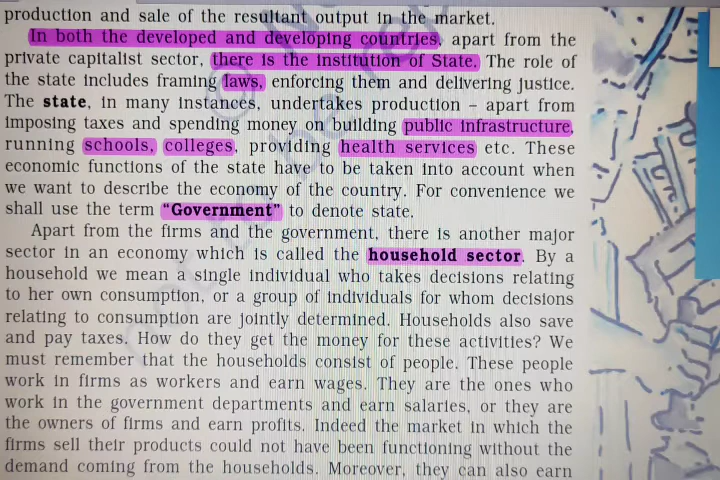 production and sale of the resultant output in the market.
In both the developed and developing countries, apart from the
private capitalist sector, there is the institution of State. The role of
the state includes framing laws, enforcing them and delivering justice.
The state, in many instances, undertakes production – apart from
imposing taxes and spending money on building public infrastructure,
running schools, colleges, providing health services etc. These
economic functions of the state have to be taken into account when
we want to describe the economy of the country. For convenience we
shall use the term “Government” to denote state.
Apart from the firms and the government, there is another major
sector in an economy which is called the household sector. By a
household we mean a single individual who takes decisions relating
to her own consumption, or a group of individuals for whom decisions
relating to consumption are jointly determined. Households also save
and pay taxes. How do they get the money for these activities? We
must remember that the households consist of people. These people
work in firms as workers and earn wages. They are the ones who
work in the government departments and earn salaries, or they are
the owners of firms and earn profits. Indeed the market in which the
firms sell their products could not have been functioning without the
demand coming from the households. Moreover, they can also earn